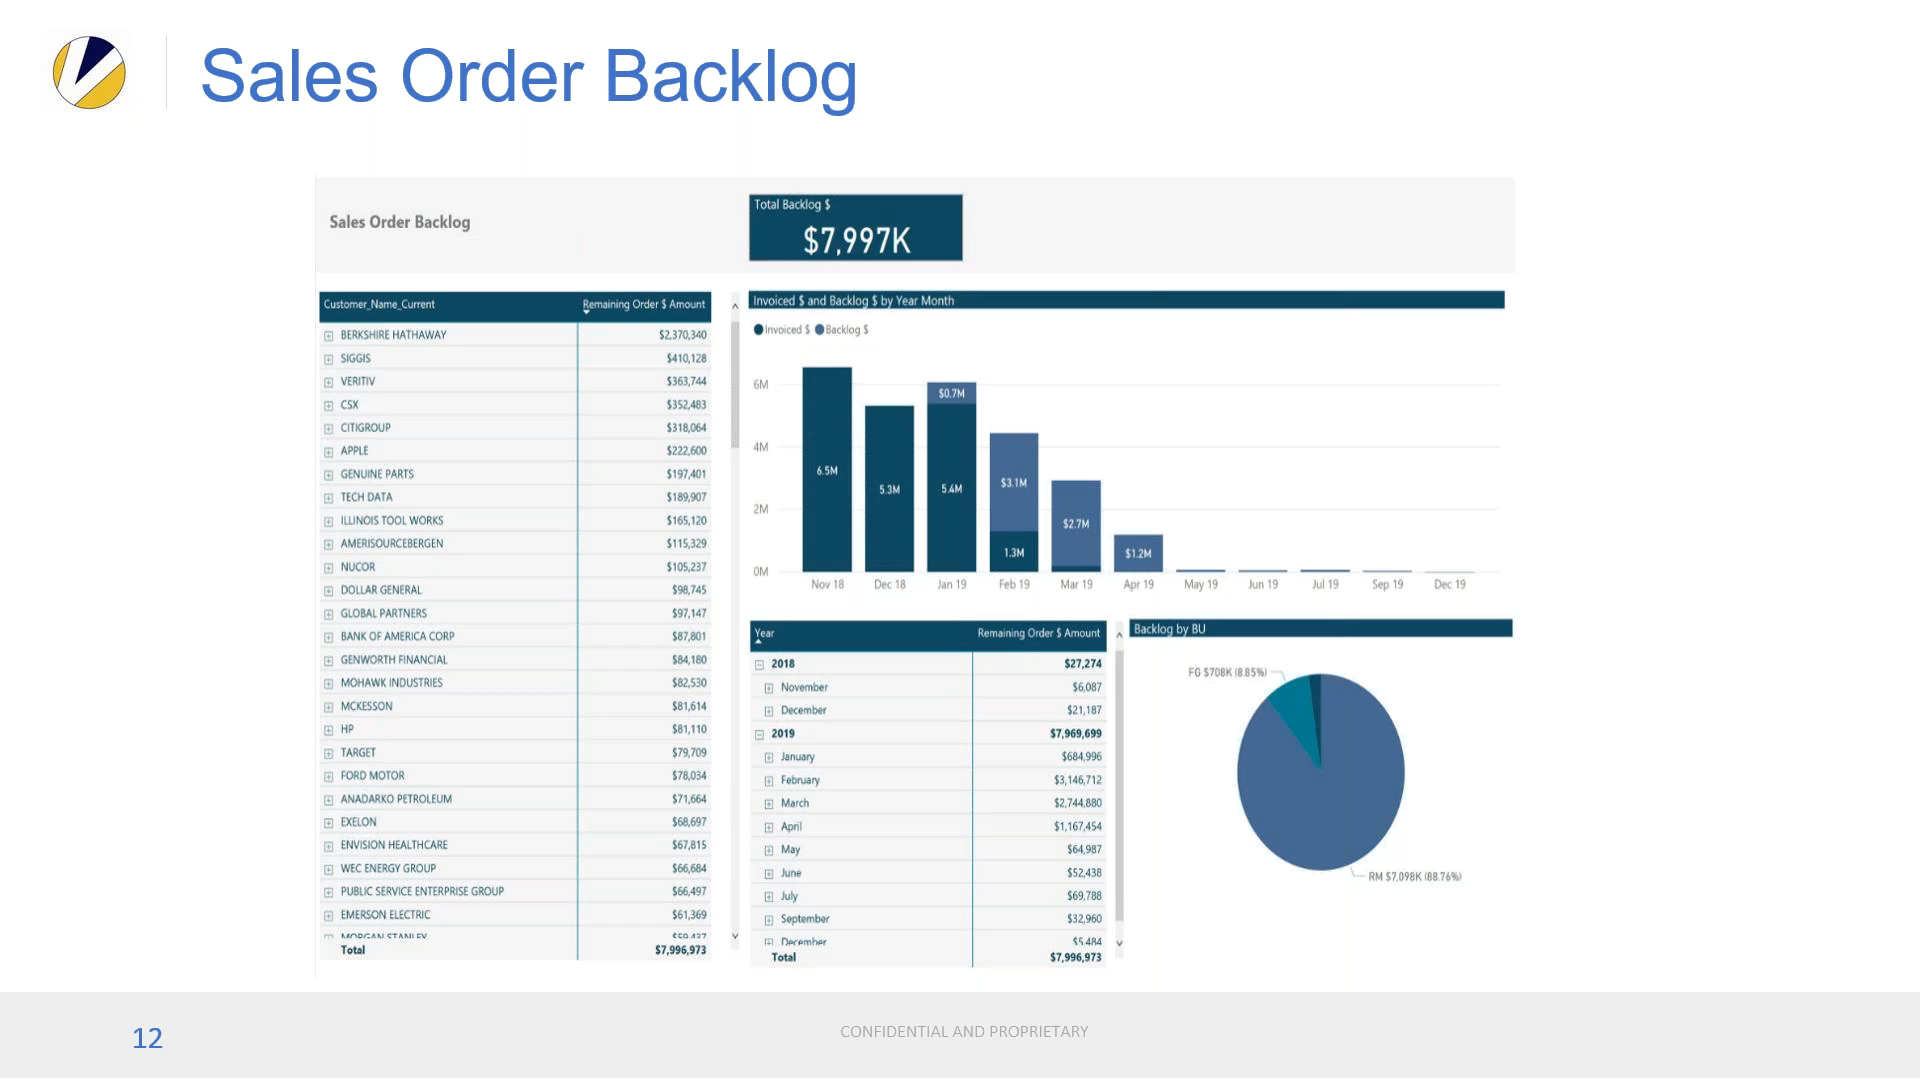 Sales Order Backlog
Sales Order Backlog
Total Backlog $
$7,997K
Customer_Name_Current Remaining Order $ Amount
BERKSHIRE HATHAWAY $2,370,340
SIGGIS $410,128
VERITIV $363,744
CSX $352,483
CITIGROUP $318,064
APPLE $222,600
GENUINE PARTS $197,401
TECH DATA $189,907
ILLINOIS TOOL WORKS $165,120
AMERISOURCEBERGEN $115,329
NUCOR $105,237
DOLLAR GENERAL $98,745
GLOBAL PARTNERS $97,147
BANK OF AMERICA CORP $87,801
GENWORTH FINANCIAL $84,180
MOHAWK INDUSTRIES $82,530
MCKESSON $81,614
HP $81,110
TARGET $79,709
FORD MOTOR $78,034
ANADARKO PETROLEUM $71,664
EXELON $68,697
ENVISION HEALTHCARE $67,815
WEC ENERGY GROUP $66,684
PUBLIC SERVICE ENTERPRISE GROUP $66,497
EMERSON ELECTRIC $61,369
MORGAN STANLEY $59,437
Total $7,996,973
Invoiced $ and Backlog $ by Year Month
Invoiced $ Backlog $
6M
4M
2M
0M
6.5M
5.3M
$0.7M
5.4M
$3.1M
1.3M
$2.7M
$1.2M
Nov 18 Dec 18 Jan 19 Feb 19 Mar 19 Apr 19 May 19 Jun 19 Jul 19 Sep 19 Dec 19
Year Remaining Order $ Amount
2018 $27,274
November $6,087
December $21,187
2019 $7,969,699
January $684,996
February $3,146,712
March $2,744,880
April $1,167,454
May $64,987
June $52,438
July $69,788
September $32,960
December $5,484
Total $7,996,973
Backlog by BU
FG $708K (8.85%)
RM $7,098K (88.76%)
12
CONFIDENTIAL AND PROPRIETARY